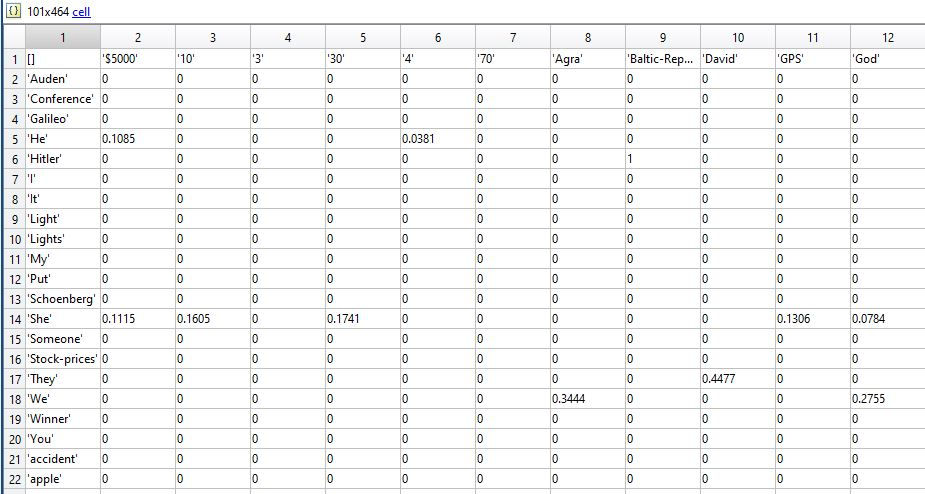 {} 101x464 cell
1 2 3 4 5 6 7 8 9 10 11 12
1 [] '$5000' '10' '3' '30' '4' '70' 'Agra' 'Baltic-Rep... 'David' 'GPS' 'God'
2 'Auden' 0 0 0 0 0 0 0 0 0 0 0
3 'Conference' 0 0 0 0 0 0 0 0 0 0 0
4 'Galileo' 0 0 0 0 0 0 0 0 0 0 0
5 'He' 0.1085 0 0 0 0.0381 0 0 0 0 0 0
6 'Hitler' 0 0 0 0 0 0 0 1 0 0 0
7 'I' 0 0 0 0 0 0 0 0 0 0 0
8 'It' 0 0 0 0 0 0 0 0 0 0 0
9 'Light' 0 0 0 0 0 0 0 0 0 0 0
10 'Lights' 0 0 0 0 0 0 0 0 0 0 0
11 'My' 0 0 0 0 0 0 0 0 0 0 0
12 'Put' 0 0 0 0 0 0 0 0 0 0 0
13 'Schoenberg' 0 0 0 0 0 0 0 0 0 0 0
14 'She' 0.1115 0.1605 0 0.1741 0 0 0 0 0 0.1306 0.0784
15 'Someone' 0 0 0 0 0 0 0 0 0 0 0
16 'Stock-prices' 0 0 0 0 0 0 0 0 0 0 0
17 'They' 0 0 0 0 0 0 0 0 0.4477 0 0
18 'We' 0 0 0 0 0 0 0.3444 0 0 0 0.2755
19 'Winner' 0 0 0 0 0 0 0 0 0 0 0
20 'You' 0 0 0 0 0 0 0 0 0 0 0
21 'accident' 0 0 0 0 0 0 0 0 0 0 0
22 'apple' 0 0 0 0 0 0 0 0 0 0 0